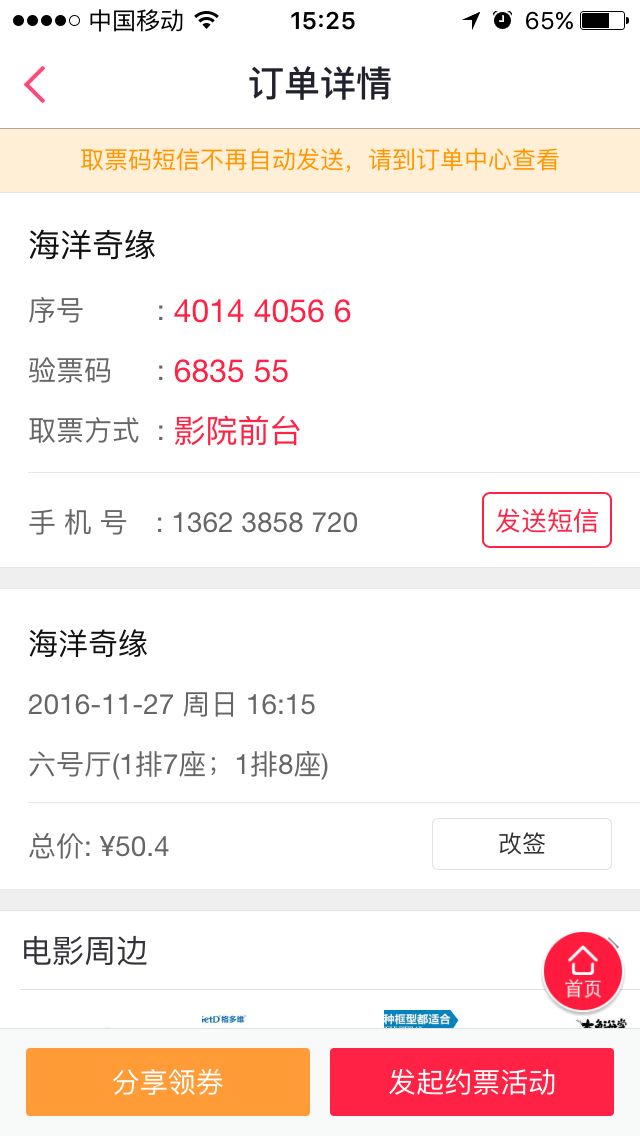 中国移动 15:25 65%
订单详情
取票码短信不再自动发送，请到订单中心查看
海洋奇缘
序号 : 4014 4056 6
验票码 : 6835 55
取票方式 : 影院前台
手机号 : 1362 3858 720 发送短信
海洋奇缘
2016-11-27 周日 16:15
六号厅(1排7座；1排8座)
总价: ¥50.4 改签
电影周边
首页
种框型都适合
分享领券 发起约票活动